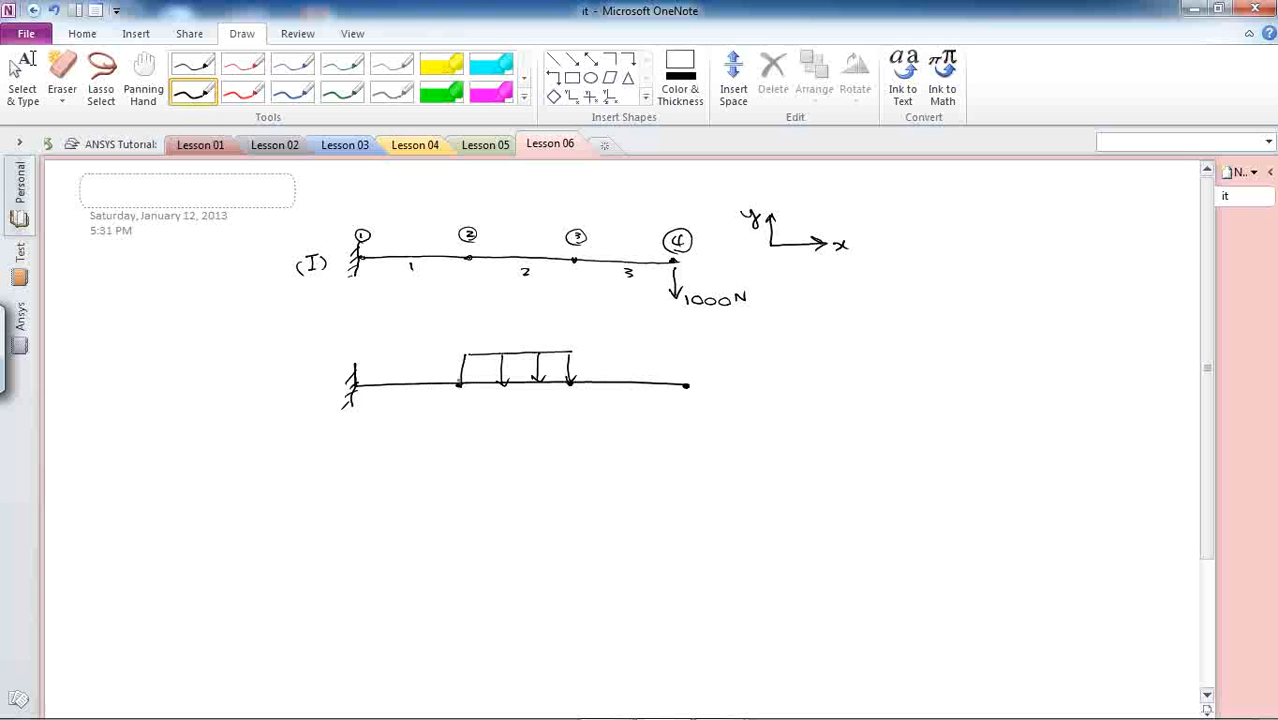 it - Microsoft OneNote
File Home Insert Share Draw Review View
Select & Type
Eraser
Lasso Select
Panning Hand
Color & Thickness
Insert Space
Delete
Arrange
Rotate
Ink to Text
Ink to Math
Tools
Insert Shapes
Edit
Convert
ANSYS Tutorial: Lesson 01 Lesson 02 Lesson 03 Lesson 04 Lesson 05 Lesson 06
N..
it
Personal
Test
Ansys
Saturday, January 12, 2013
5:31 PM
1 2 3 4
y
x
(I)
1 2 3
1000N